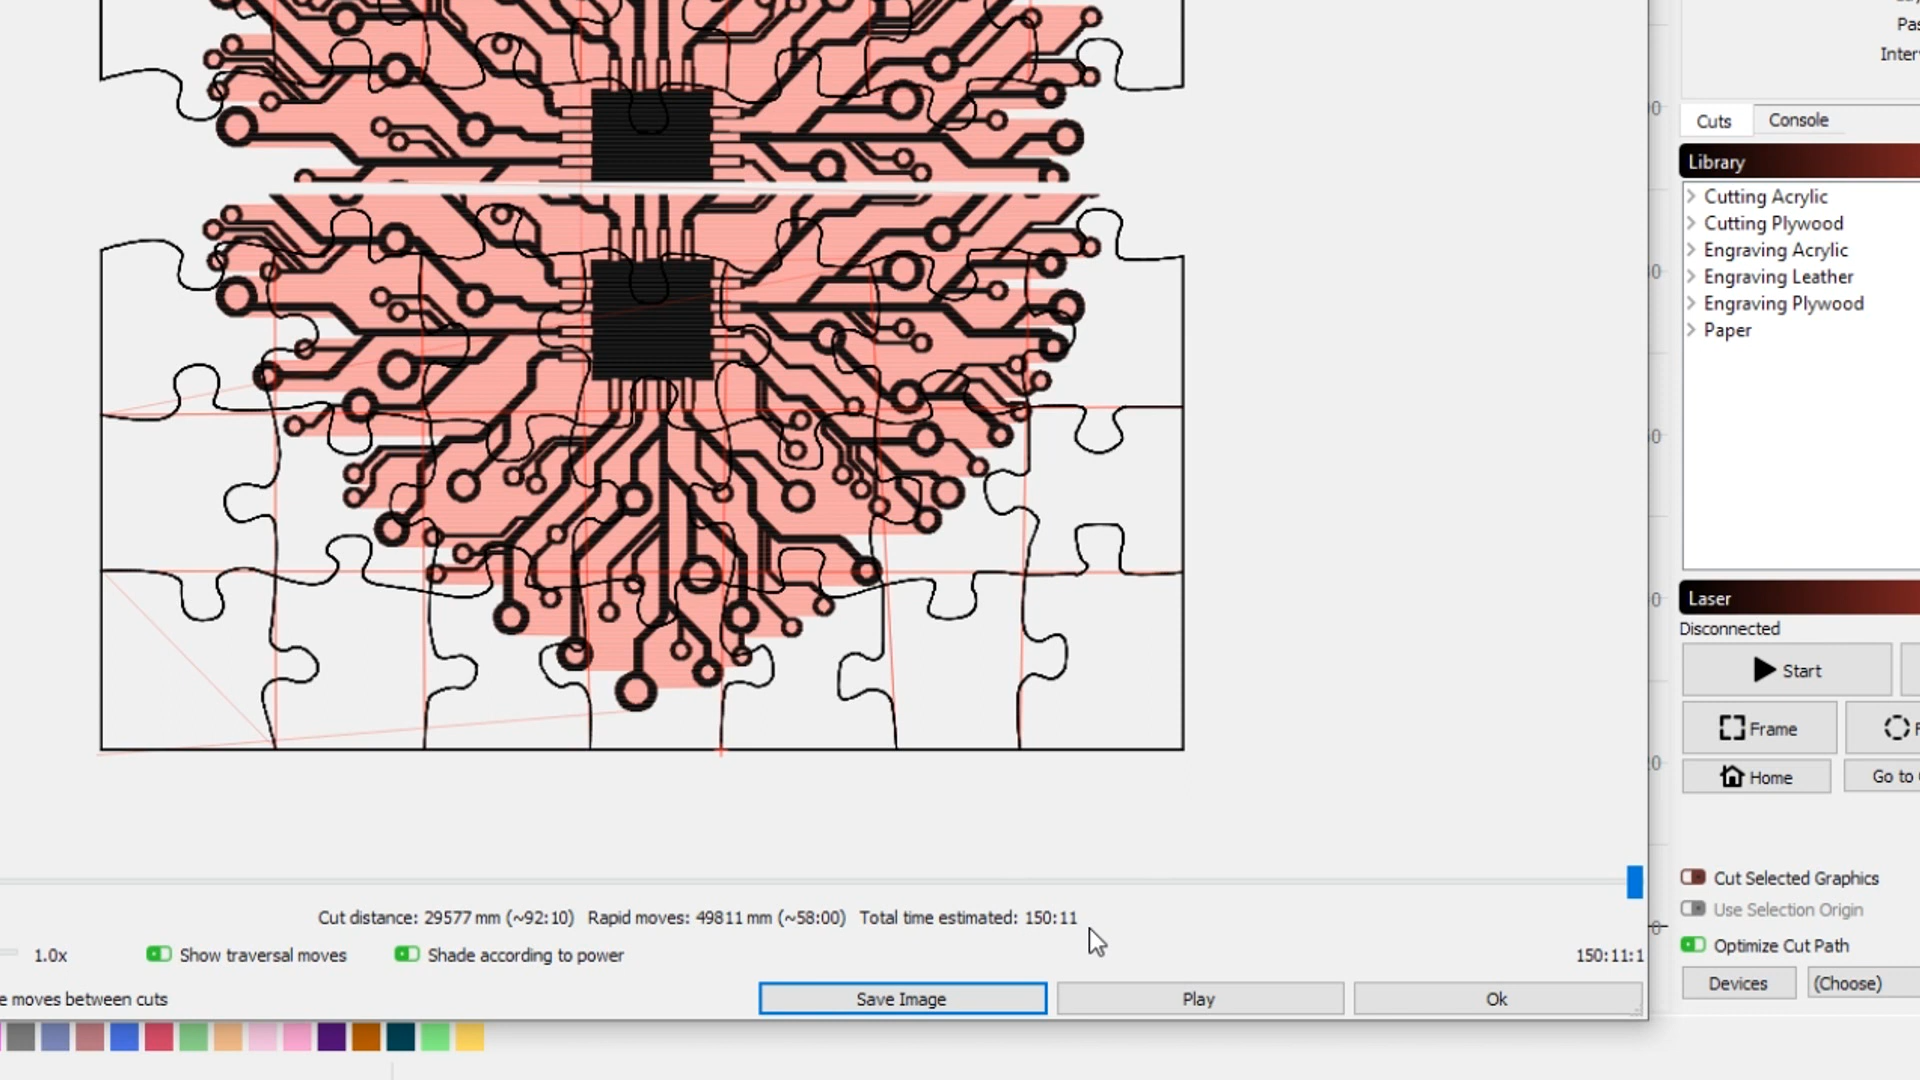 Cuts
Console
Library
Cutting Acrylic
Cutting Plywood
Engraving Acrylic
Engraving Leather
Engraving Plywood
Paper
Laser
Disconnected
Start
Frame
Home
Go to
Cut Selected Graphics
Use Selection Origin
Optimize Cut Path
Devices
(Choose)
Cut distance: 29577 mm (~92:10) Rapid moves: 49811 mm (~58:00) Total time estimated: 150:11
1.0x
Show traversal moves
Shade according to power
150:11:1
moves between cuts
Save Image
Play
Ok